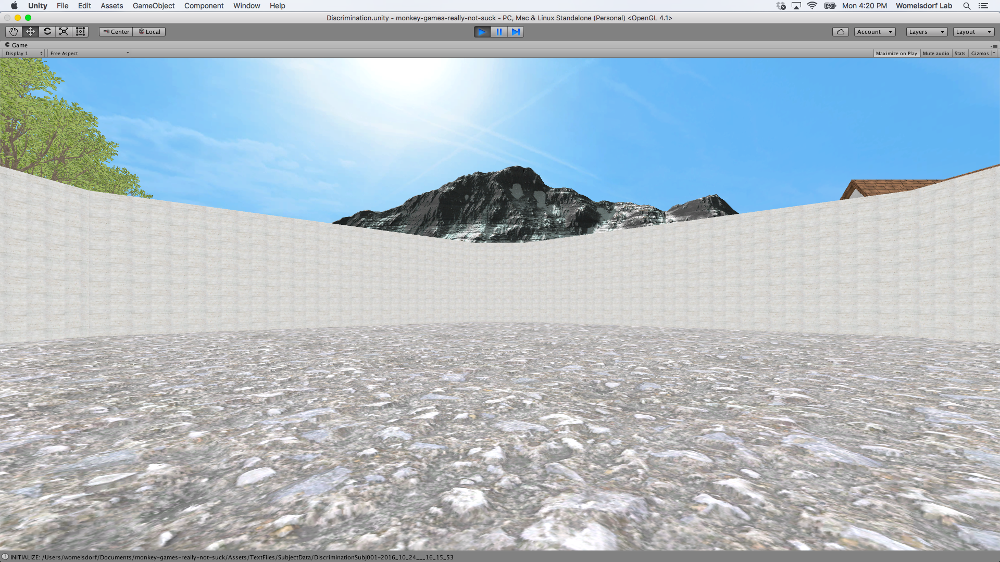 Unity File Edit Assets GameObject Component Window Help Mon 4:20 PM Womelsdorf Lab
Discrimination.unity - monkey-games-really-not-suck - PC, Mac & Linux Standalone (Personal) <OpenGL 4.1>
Center Local Account Layers Layout
Game
Display 1 Free Aspect Maximize on Play Mute audio Stats Gizmos
INITIALIZE: /Users/womelsdorf/Documents/monkey-games-really-not-suck/Assets/TextFiles/SubjectData/DiscriminationSubj001-2016_10_24___16_15_53